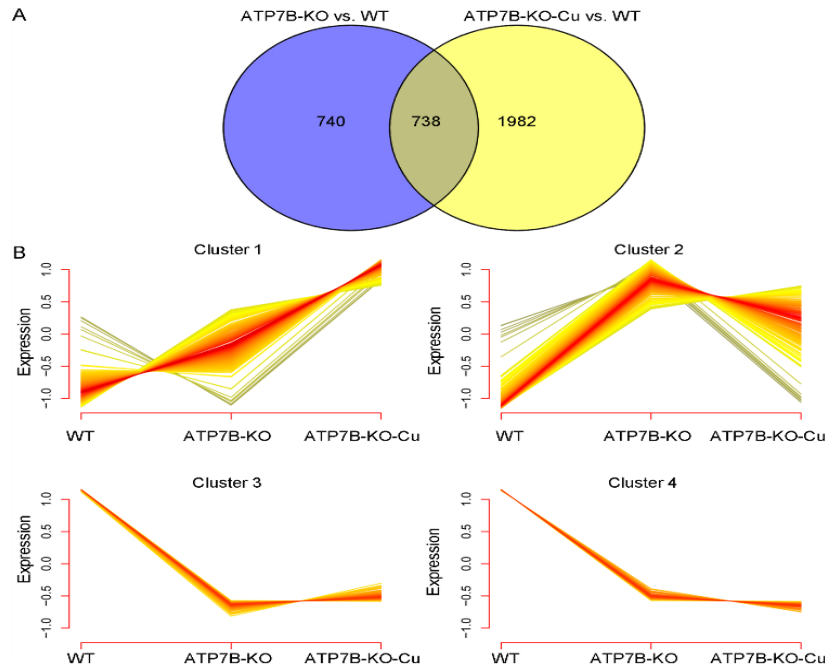 A
ATP7B-KO vs. WT
ATP7B-KO-Cu vs. WT
740
738
1982
B
Cluster 1
Expression
1.0
0.5
0.0
-0.5
-1.0
WT
ATP7B-KO
ATP7B-KO-Cu
Cluster 2
Expression
1.0
0.5
0.0
-0.5
-1.0
WT
ATP7B-KO
ATP7B-KO-Cu
Cluster 3
Expression
1.0
0.5
0.0
-0.5
-1.0
WT
ATP7B-KO
ATP7B-KO-Cu
Cluster 4
Expression
1.0
0.5
0.0
-0.5
-1.0
WT
ATP7B-KO
ATP7B-KO-Cu